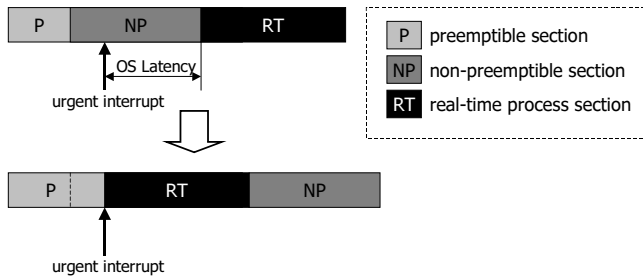 P NP RT
OS Latency
urgent interrupt
P RT NP
urgent interrupt
P preemptible section
NP non-preemptible section
RT real-time process section